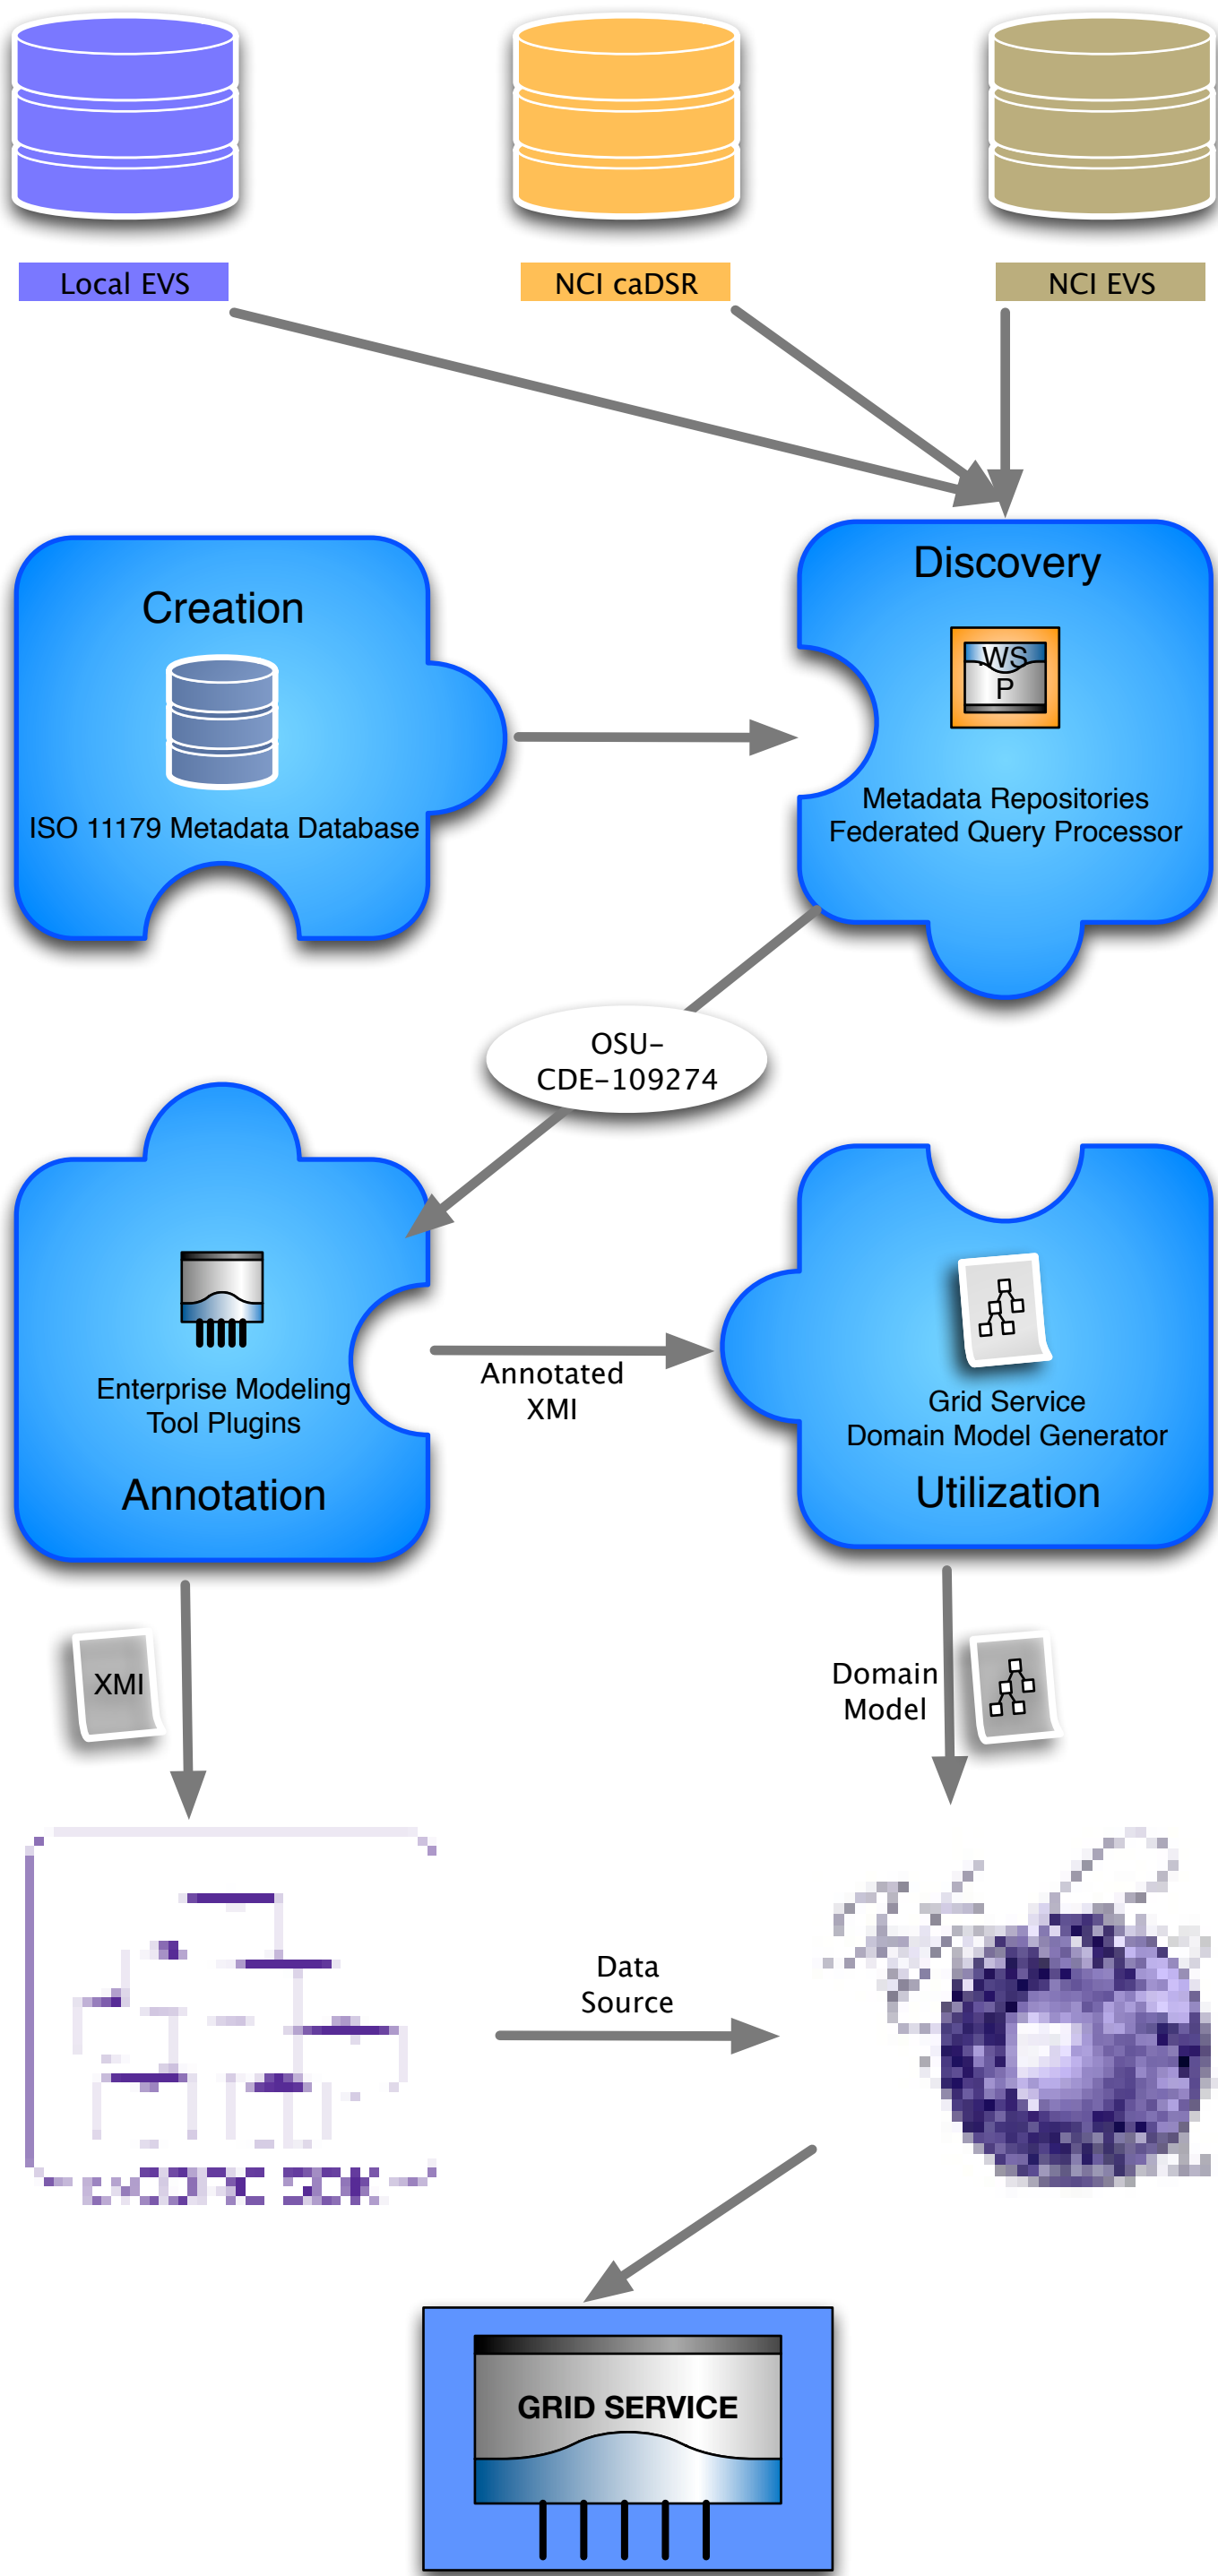 Local EVS
NCI caDSR
NCI EVS
Creation
ISO 11179 Metadata Database
Discovery
WS
P
Metadata Repositories
Federated Query Processor
OSU-
CDE-109274
Enterprise Modeling
Tool Plugins
Annotation
Annotated
XMI
Grid Service
Domain Model Generator
Utilization
XMI
Domain
Model
Data
Source
GRID SERVICE